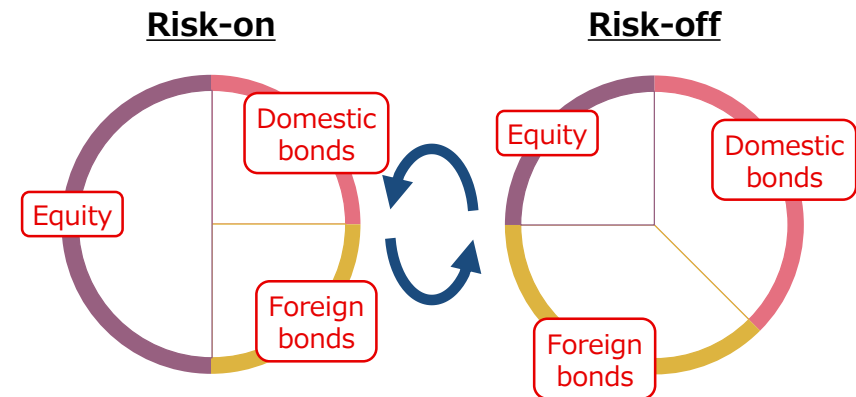 Risk-on
Domestic
bonds
Equity
Foreign
bonds
Risk-off
Equity
Domestic
bonds
Foreign
bonds